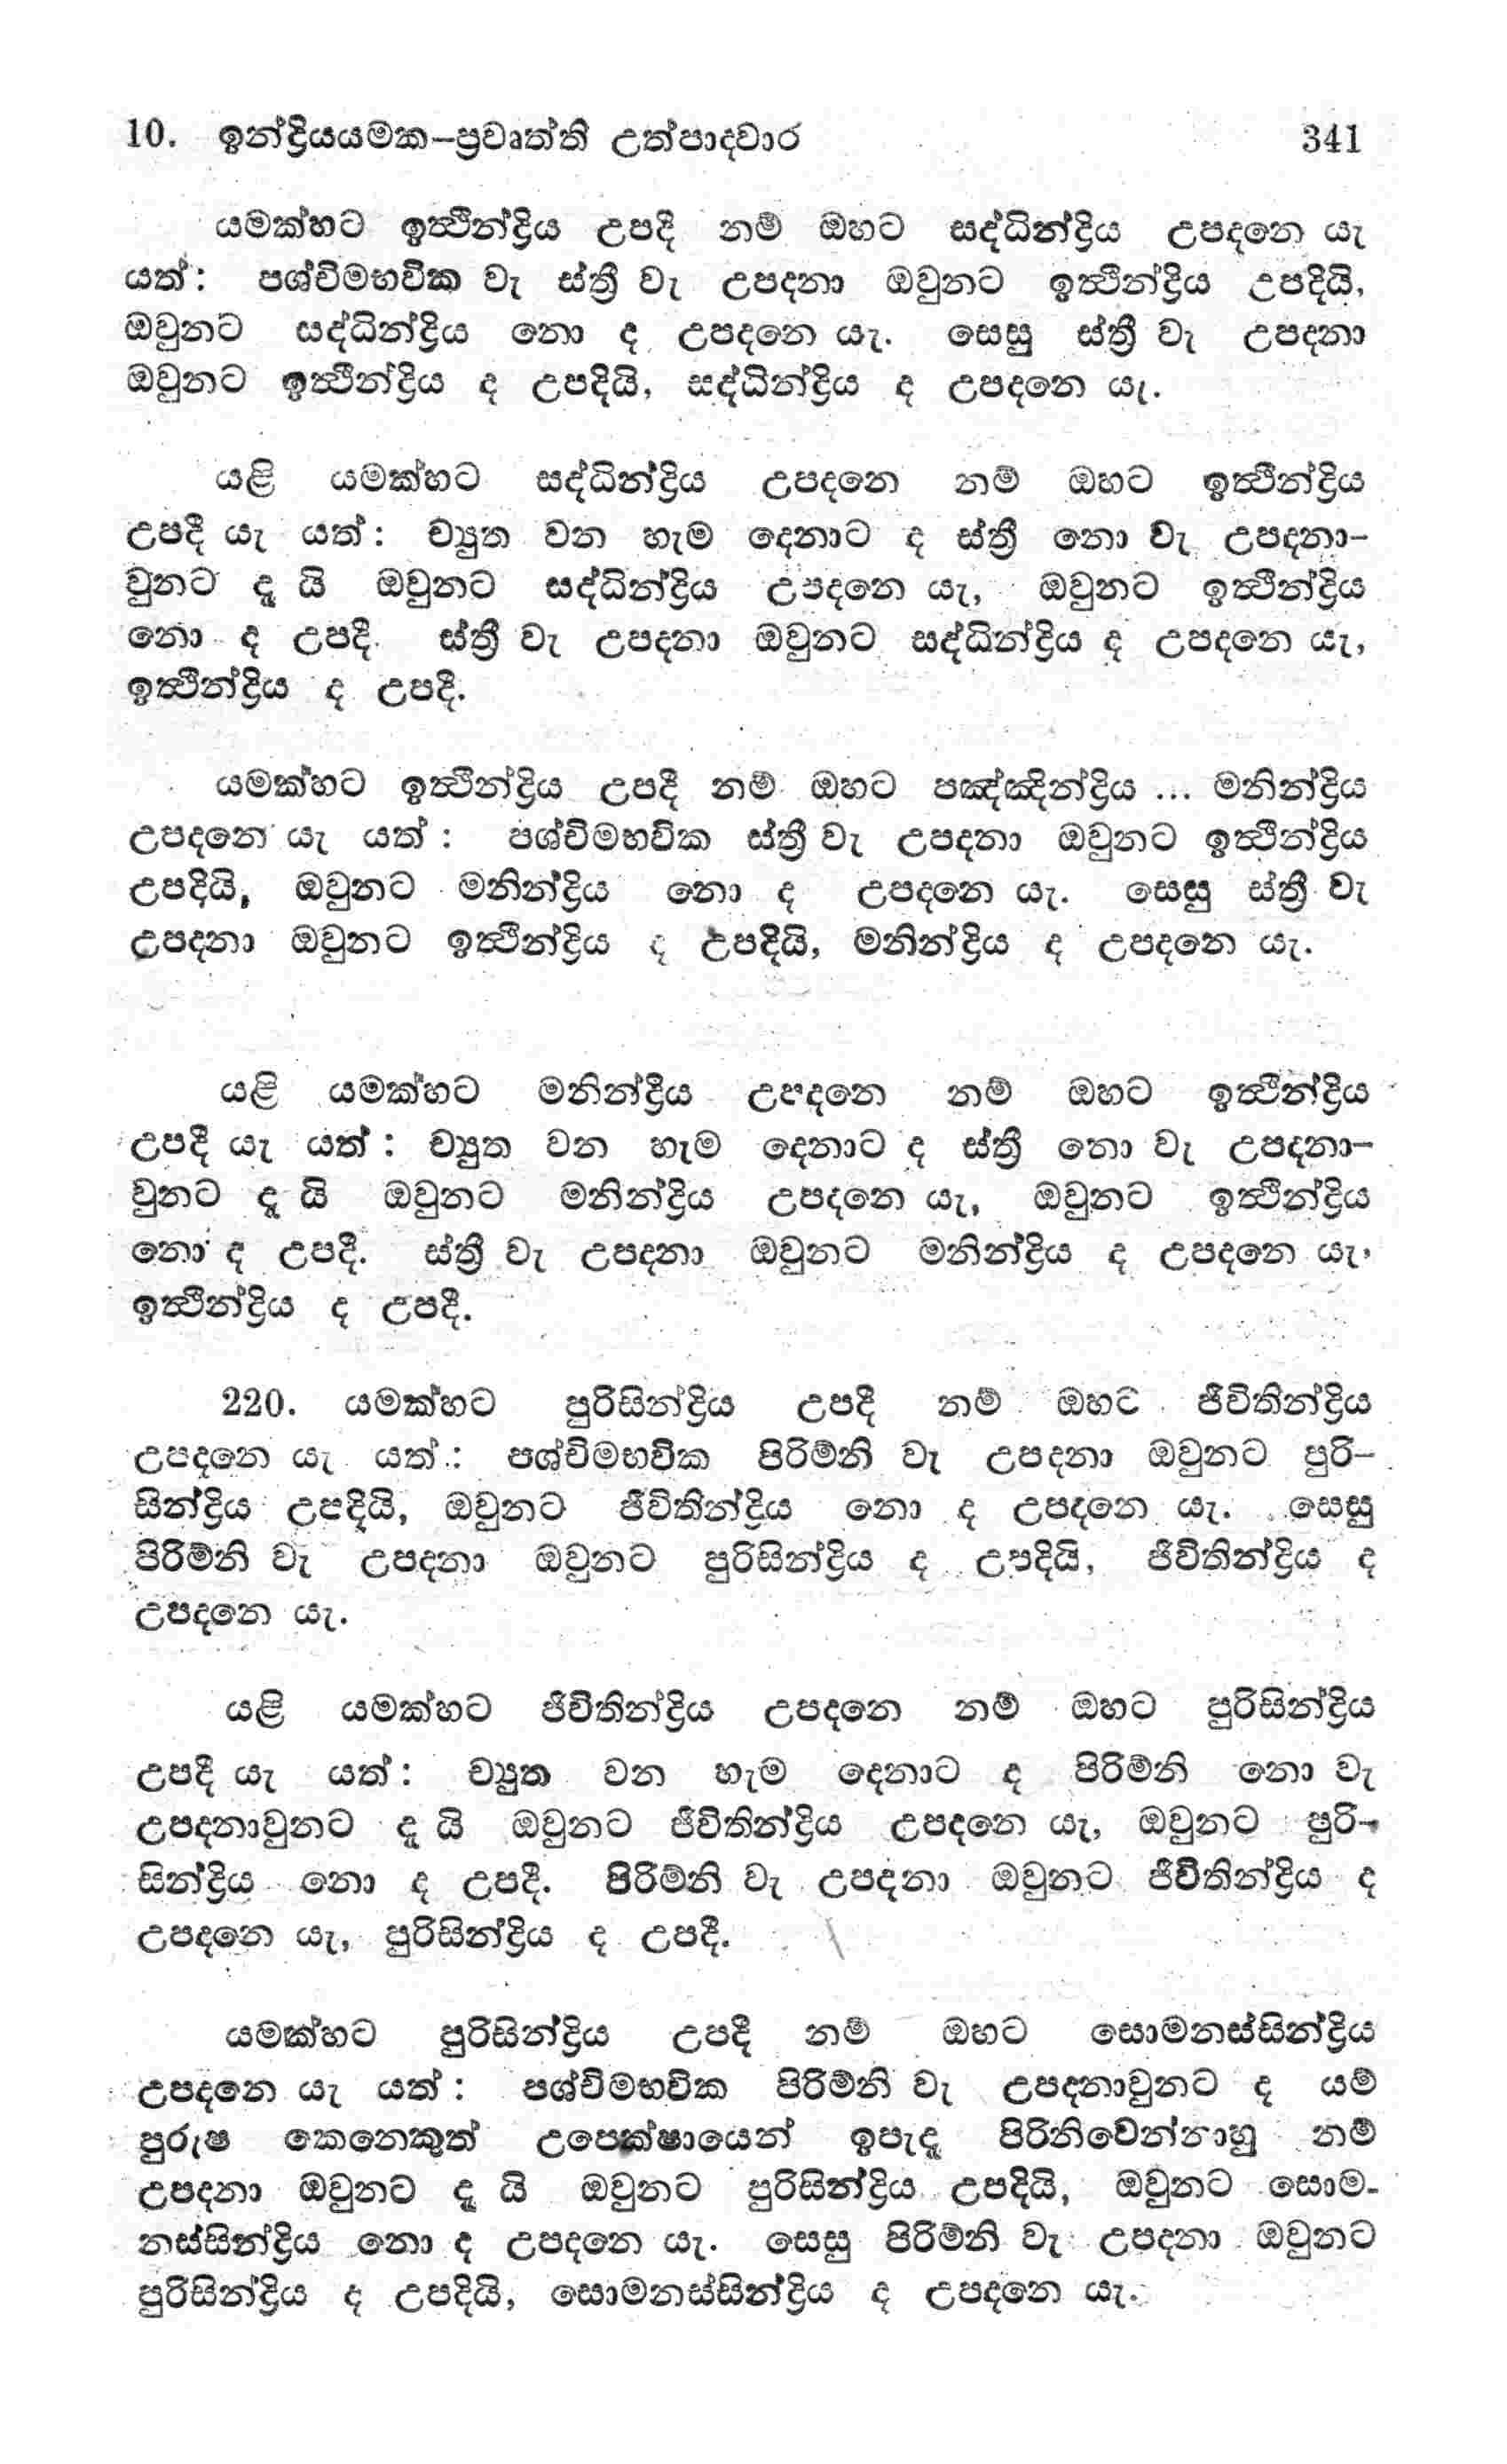 10. ඉන්ද්‍රියයමක-ප්‍රවෘත්ති උත්පාදවාර 341
යමක්හට ඉත්‍ථින්ද්‍රිය උපදී නම් ඔහට සද්ධින්ද්‍රිය උපදනෙ යැ
යත්: පශ්චිමභවික වැ ස්ත්‍රී වැ උපදනා ඔවුනට ඉත්‍ථින්ද්‍රිය උපදියි,
ඔවුනට සද්ධින්ද්‍රිය නො ද උපදනෙ යැ. සෙසු ස්ත්‍රී වැ උපදනා
ඔවුනට ඉත්‍ථින්ද්‍රිය ද උපදියි, සද්ධින්ද්‍රිය ද උපදනෙ යැ.
යළි යමක්හට සද්ධින්ද්‍රිය උපදනෙ නම් ඔහට ඉත්‍ථින්ද්‍රිය
උපදී යැ යත්: ච්‍යුත වන හැම දෙනාට ද ස්ත්‍රී නො වැ උපදනා-
වුනට දැ යි ඔවුනට සද්ධින්ද්‍රිය උපදනෙ යැ, ඔවුනට ඉත්‍ථින්ද්‍රිය
නො ද උපදී. ස්ත්‍රී වැ උපදනා ඔවුනට සද්ධින්ද්‍රිය ද උපදනෙ යැ,
ඉත්‍ථින්ද්‍රිය ද උපදී.
යමක්හට ඉත්‍ථින්ද්‍රිය උපදී නම් ඔහට පඤ්ඤින්ද්‍රිය ... මනින්ද්‍රිය
උපදනෙ යැ යත්: පශ්චිමභවික ස්ත්‍රී වැ උපදනා ඔවුනට ඉත්‍ථින්ද්‍රිය
උපදියි, ඔවුනට මනින්ද්‍රිය නො ද උපදනෙ යැ. සෙසු ස්ත්‍රී වැ
උපදනා ඔවුනට ඉත්‍ථින්ද්‍රිය ද උපදියි, මනින්ද්‍රිය ද උපදනෙ යැ.
යළි යමක්හට මනින්ද්‍රිය උපදනෙ නම් ඔහට ඉත්‍ථින්ද්‍රිය
උපදී යැ යත්: ච්‍යුත වන හැම දෙනාට ද ස්ත්‍රී නො වැ උපදනා-
වුනට දැ යි ඔවුනට මනින්ද්‍රිය උපදනෙ යැ, ඔවුනට ඉත්‍ථින්ද්‍රිය
නො ද උපදී. ස්ත්‍රී වැ උපදනා ඔවුනට මනින්ද්‍රිය ද උපදනෙ යැ,
ඉත්‍ථින්ද්‍රිය ද උපදී.
220. යමක්හට පුරිසින්ද්‍රිය උපදී නම් ඔහට ජීවිතින්ද්‍රිය
උපදනෙ යැ යත්: පශ්චිමභවික පිරිම්නි වැ උපදනා ඔවුනට පුරි-
සින්ද්‍රිය උපදියි, ඔවුනට ජීවිතින්ද්‍රිය නො ද උපදනෙ යැ. සෙසු
පිරිම්නි වැ උපදනා ඔවුනට පුරිසින්ද්‍රිය ද උපදියි, ජීවිතින්ද්‍රිය ද
උපදනෙ යැ.
යළි යමක්හට ජීවිතින්ද්‍රිය උපදනෙ නම් ඔහට පුරිසින්ද්‍රිය
උපදී යැ යත්: ච්‍යුත වන හැම දෙනාට ද පිරිම්නි නො වැ
උපදනාවුනට දැ යි ඔවුනට ජීවිතින්ද්‍රිය උපදනෙ යැ, ඔවුනට පුරි-
සින්ද්‍රිය නො ද උපදී. පිරිම්නි වැ උපදනා ඔවුනට ජීවිතින්ද්‍රිය ද
උපදනෙ යැ, පුරිසින්ද්‍රිය ද උපදී.
යමක්හට පුරිසින්ද්‍රිය උපදී නම් ඔහට සොමනස්සින්ද්‍රිය
උපදනෙ යැ යත්: පශ්චිමභවික පිරිම්නි වැ උපදනාවුනට ද යම්
පුරුෂ කෙනෙකුත් උපෙක්ෂායෙන් ඉපැදැ පිරිනිවෙන්නාහු නම්
උපදනා ඔවුනට දැ යි ඔවුනට පුරිසින්ද්‍රිය උපදියි, ඔවුනට සොම-
නස්සින්ද්‍රිය නො ද උපදනෙ යැ. සෙසු පිරිම්නි වැ උපදනා ඔවුනට
පුරිසින්ද්‍රිය ද උපදියි, සොමනස්සින්ද්‍රිය ද උපදනෙ යැ.